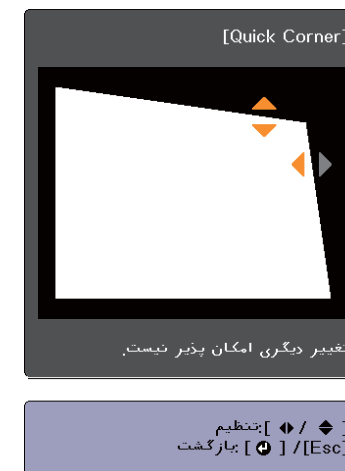 [Quick Corner]
تغییر دیگری امکان پذیر نیست.
[ / ]:تنظیم
[Esc]/[ ]:بازگشت